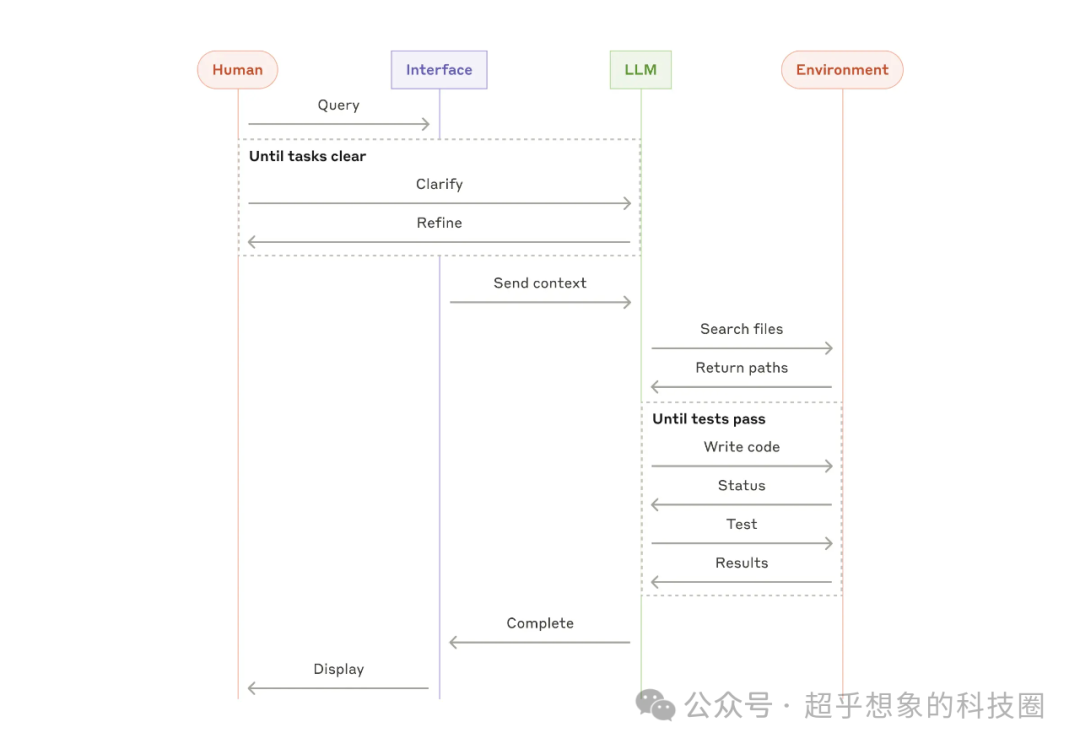 Human Interface LLM Environment
Query
Until tasks clear
Clarify
Refine
Send context
Search files
Return paths
Until tests pass
Write code
Status
Test
Results
Complete
Display
公众号 · 超乎想象的科技圈